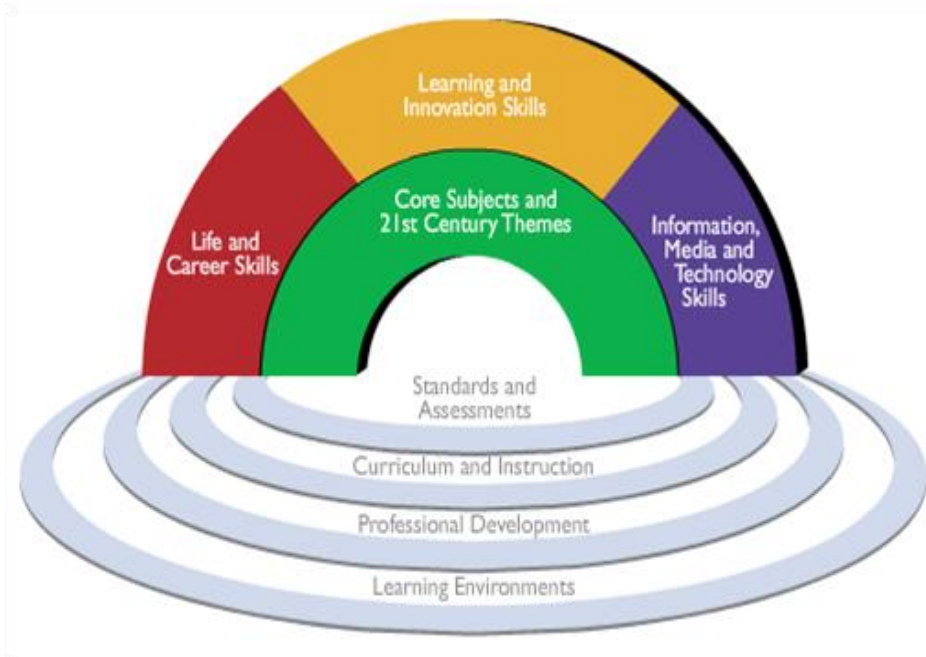 Learning and
Innovation Skills
Core Subjects and
21st Century Themes
Life and
Career Skills
Information,
Media and
Technology
Skills
Standards and
Assessments
Curriculum and Instruction
Professional Development
Learning Environments